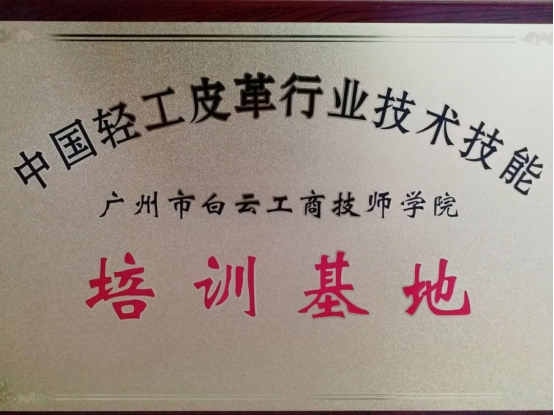 中国轻工皮革行业技术技能
广州市白云工商技师学院
培训基地